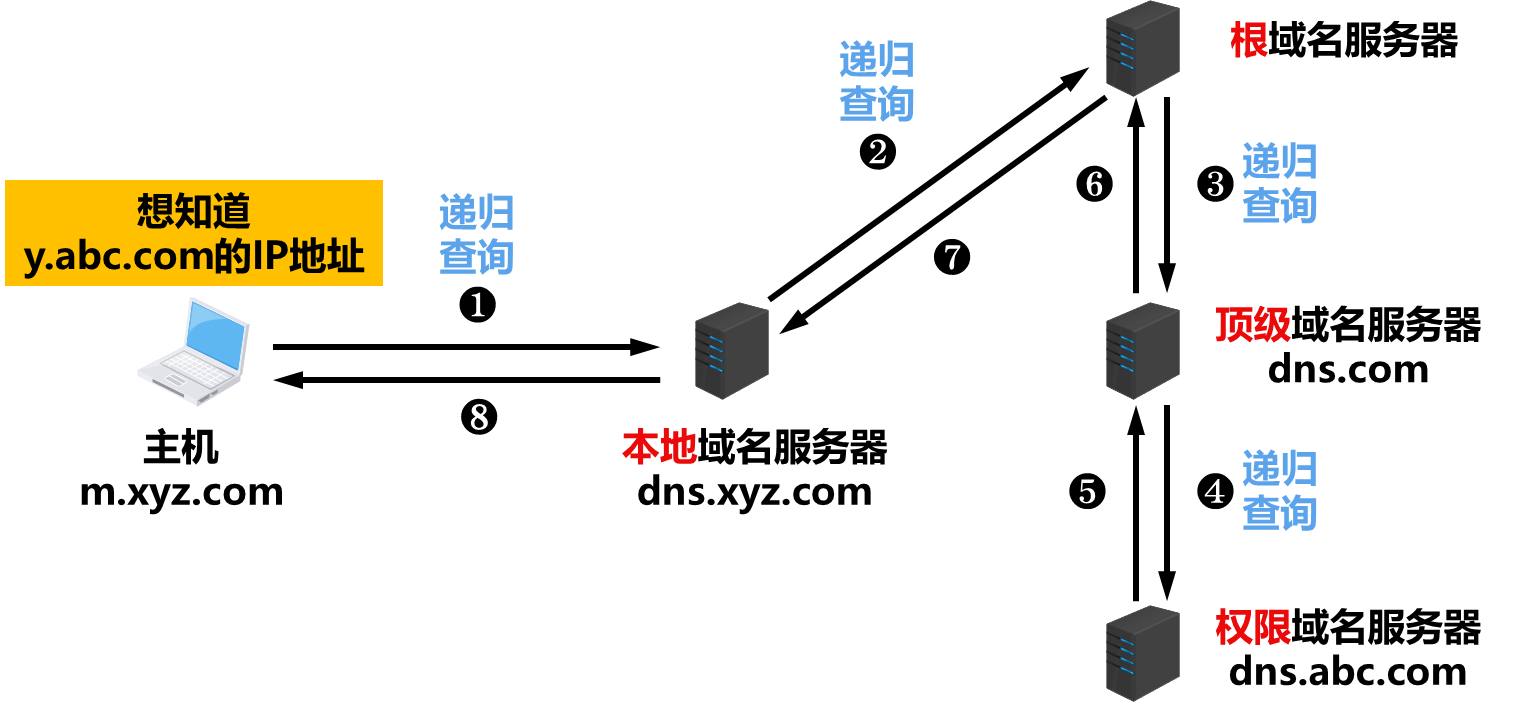 根域名服务器
递归
查询
❷
递归
查询
❸
❻
想知道
y.abc.com的IP地址
递归
查询
❶
❼
顶级域名服务器
dns.com
❽
主机
m.xyz.com
本地域名服务器
dns.xyz.com
递归
查询
❹
❺
权限域名服务器
dns.abc.com